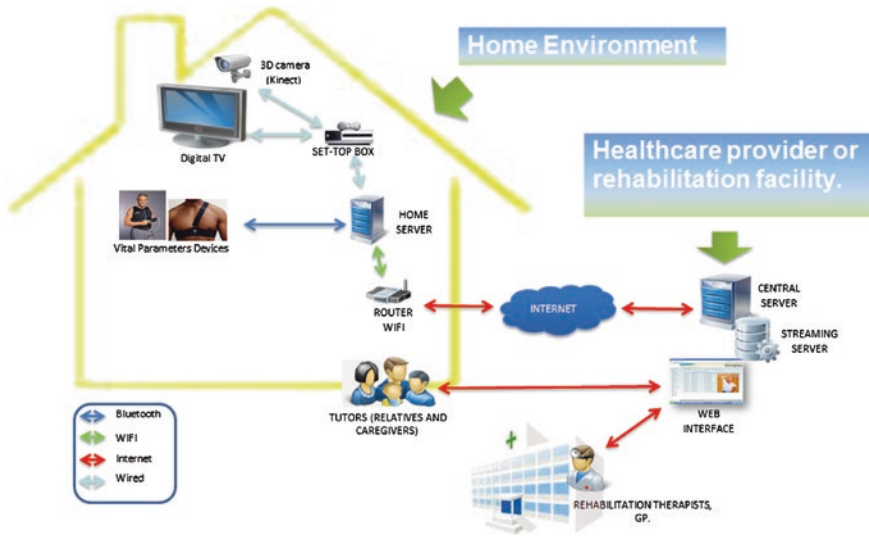 Home Environment
3D camera
(Kinect)
Digital TV
SET-TOP BOX
Healthcare provider or
rehabilitation facility.
Vital Parameters Devices
HOME
SERVER
ROUTER
WIFI
INTERNET
CENTRAL
SERVER
STREAMING
SERVER
TUTORS (RELATIVES AND
CAREGIVERS)
WEB
INTERFACE
Bluetooth
WIFI
Internet
Wired
REHABILITATION THERAPISTS,
GP.